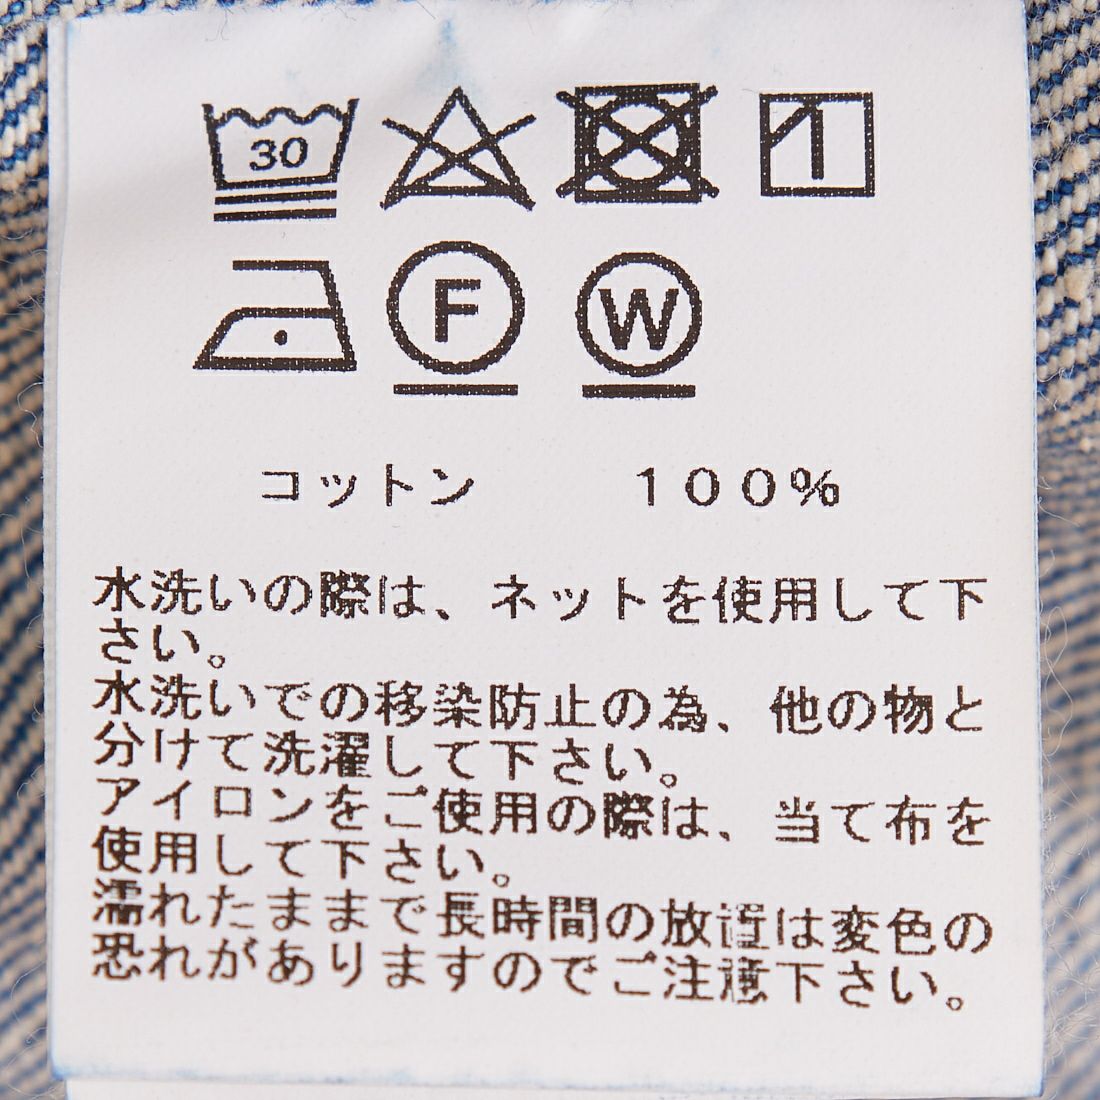 30
F W
コットン 100%
水洗いの際は、ネットを使用して下
さい。
水洗いでの移染防止の為、他の物と
分けて洗濯して下さい。
アイロンをご使用の際は、当て布を
使用して下さい。
濡れたままで長時間の放置は変色の
恐れがありますのでご注意下さい。